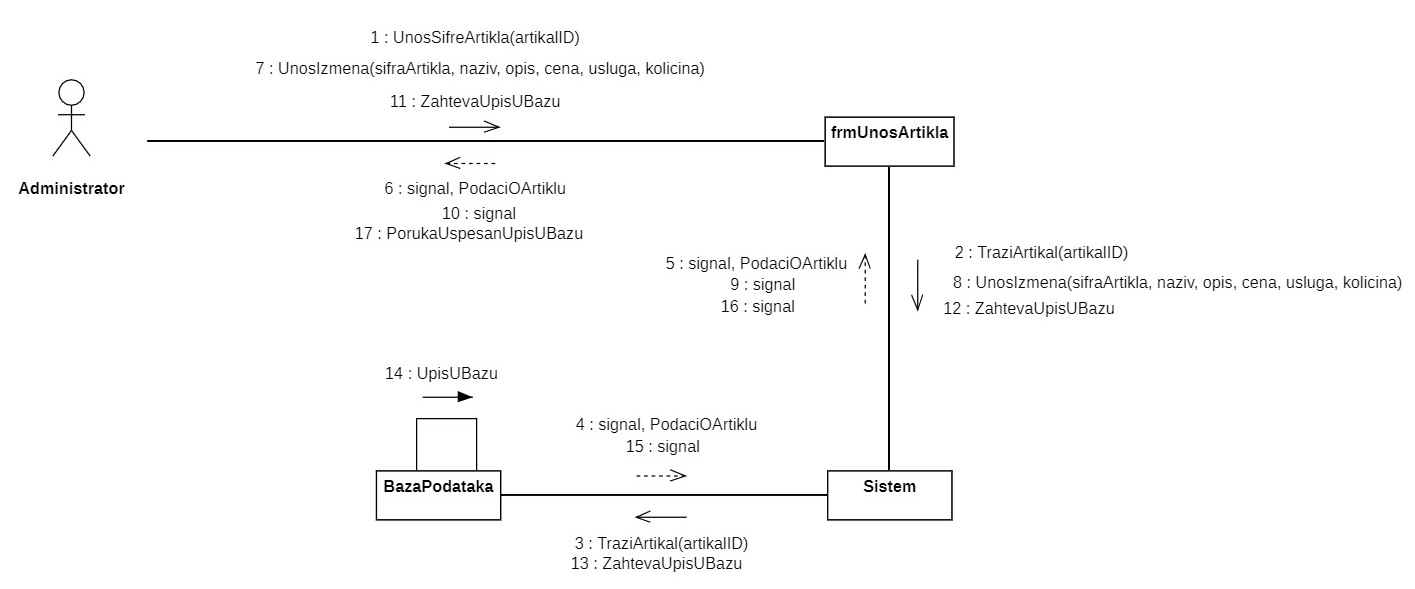 1 : UnosSifreArtikla(artikalID)
7 : UnosIzmena(sifraArtikla, naziv, opis, cena, usluga, kolicina)
11 : ZahtevaUpisUBazu
frmUnosArtikla
Administrator
6 : signal, PodaciOArtiklu
10 : signal
17 : PorukaUspesanUpisUBazu
5 : signal, PodaciOArtiklu
9 : signal
16 : signal
2 : TraziArtikal(artikalID)
8 : UnosIzmena(sifraArtikla, naziv, opis, cena, usluga, kolicina)
12 : ZahtevaUpisUBazu
14 : UpisUBazu
4 : signal, PodaciOArtiklu
15 : signal
BazaPodataka
Sistem
3 : TraziArtikal(artikalID)
13 : ZahtevaUpisUBazu